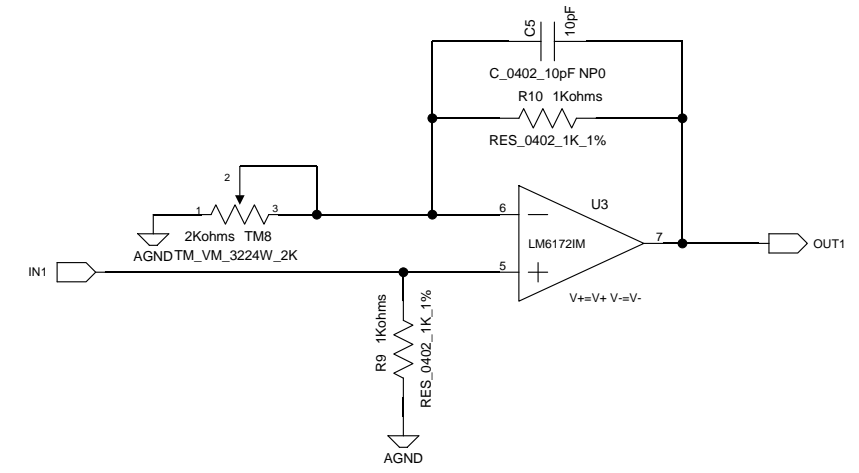 C5
10pF
C_0402_10pF NP0
R10 1Kohms
RES_0402_1K_1%
2
1
3
2Kohms TM8
TM_VM_3224W_2K
AGND
6
U3
LM6172IM
7
OUT1
IN1
5
V+=V+ V-=V-
R9 1Kohms
RES_0402_1K_1%
AGND